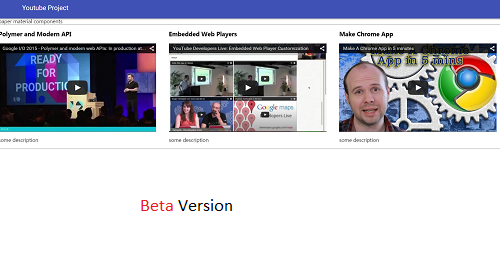 Youtube Project
paper material components
Polymer and Modern API
Embedded Web Players
Make Chrome App
Google I/O 2015 - Polymer and modern web APIs: In production at
YouTube Developers Live: Embedded Web Player Customization
Make A Chrome App in 5 minutes
READY
FOR
PRODUCTION
Google maps
Developers Live
App in 5 mins
some description
some description
some description
Beta Version